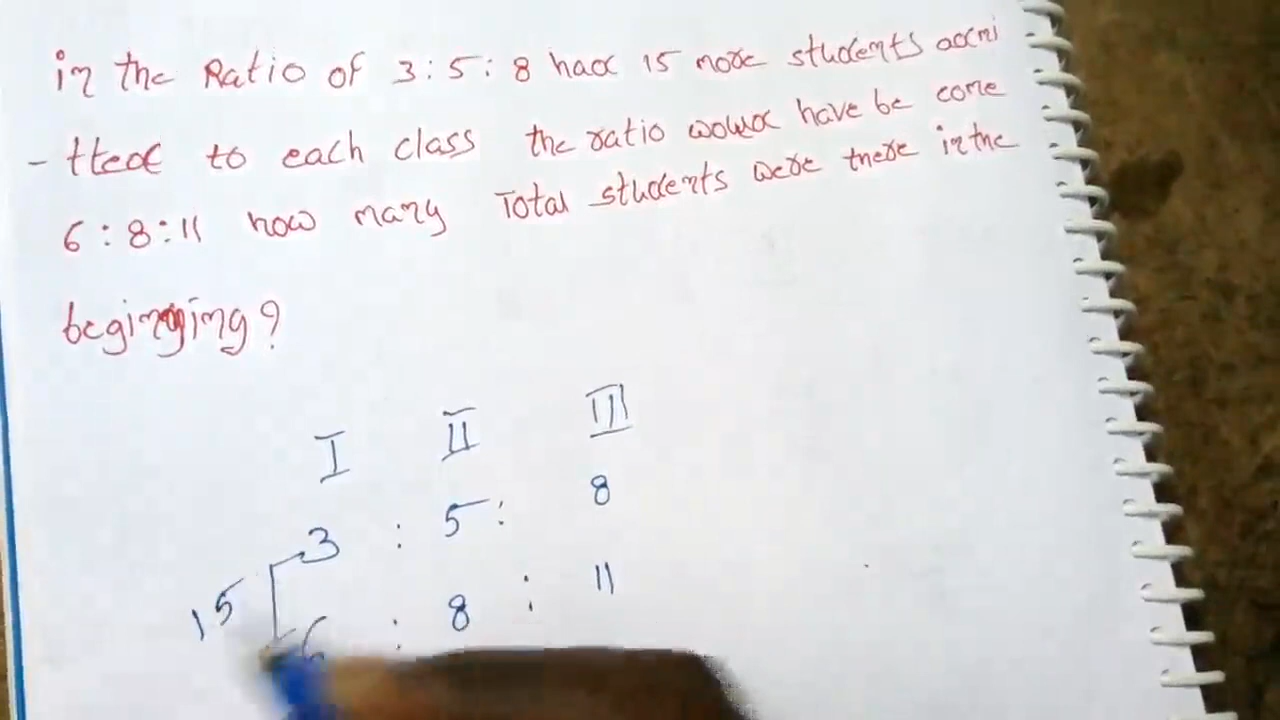 in the Ratio of 3:5:8 had 15 more students admi
-tted to each class the ratio would have be come
6:8:11 how many Total students were there in the
beginging?
I II III
3 : 5 : 8
15
6 : 8 : 11